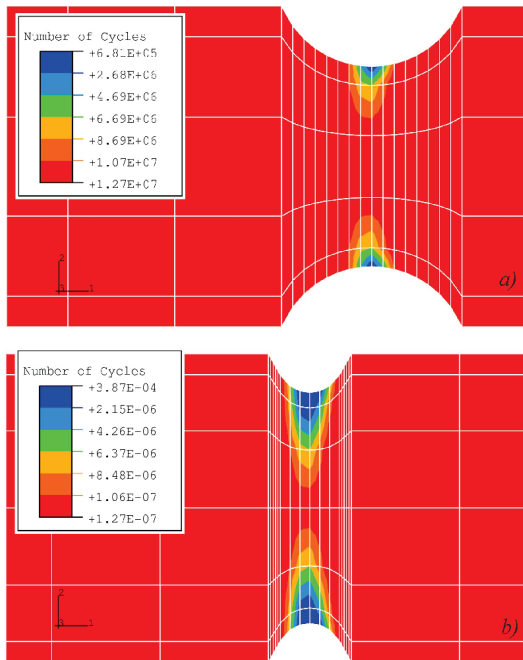 Number of Cycles
+6.81E+05
+2.68E+06
+4.69E+06
+6.69E+06
+8.69E+06
+1.07E+07
+1.27E+07
2
3 1
a)
Number of Cycles
+3.87E-04
+2.15E-06
+4.26E-06
+6.37E-06
+8.48E-06
+1.06E-07
+1.27E-07
2
3 1
b)